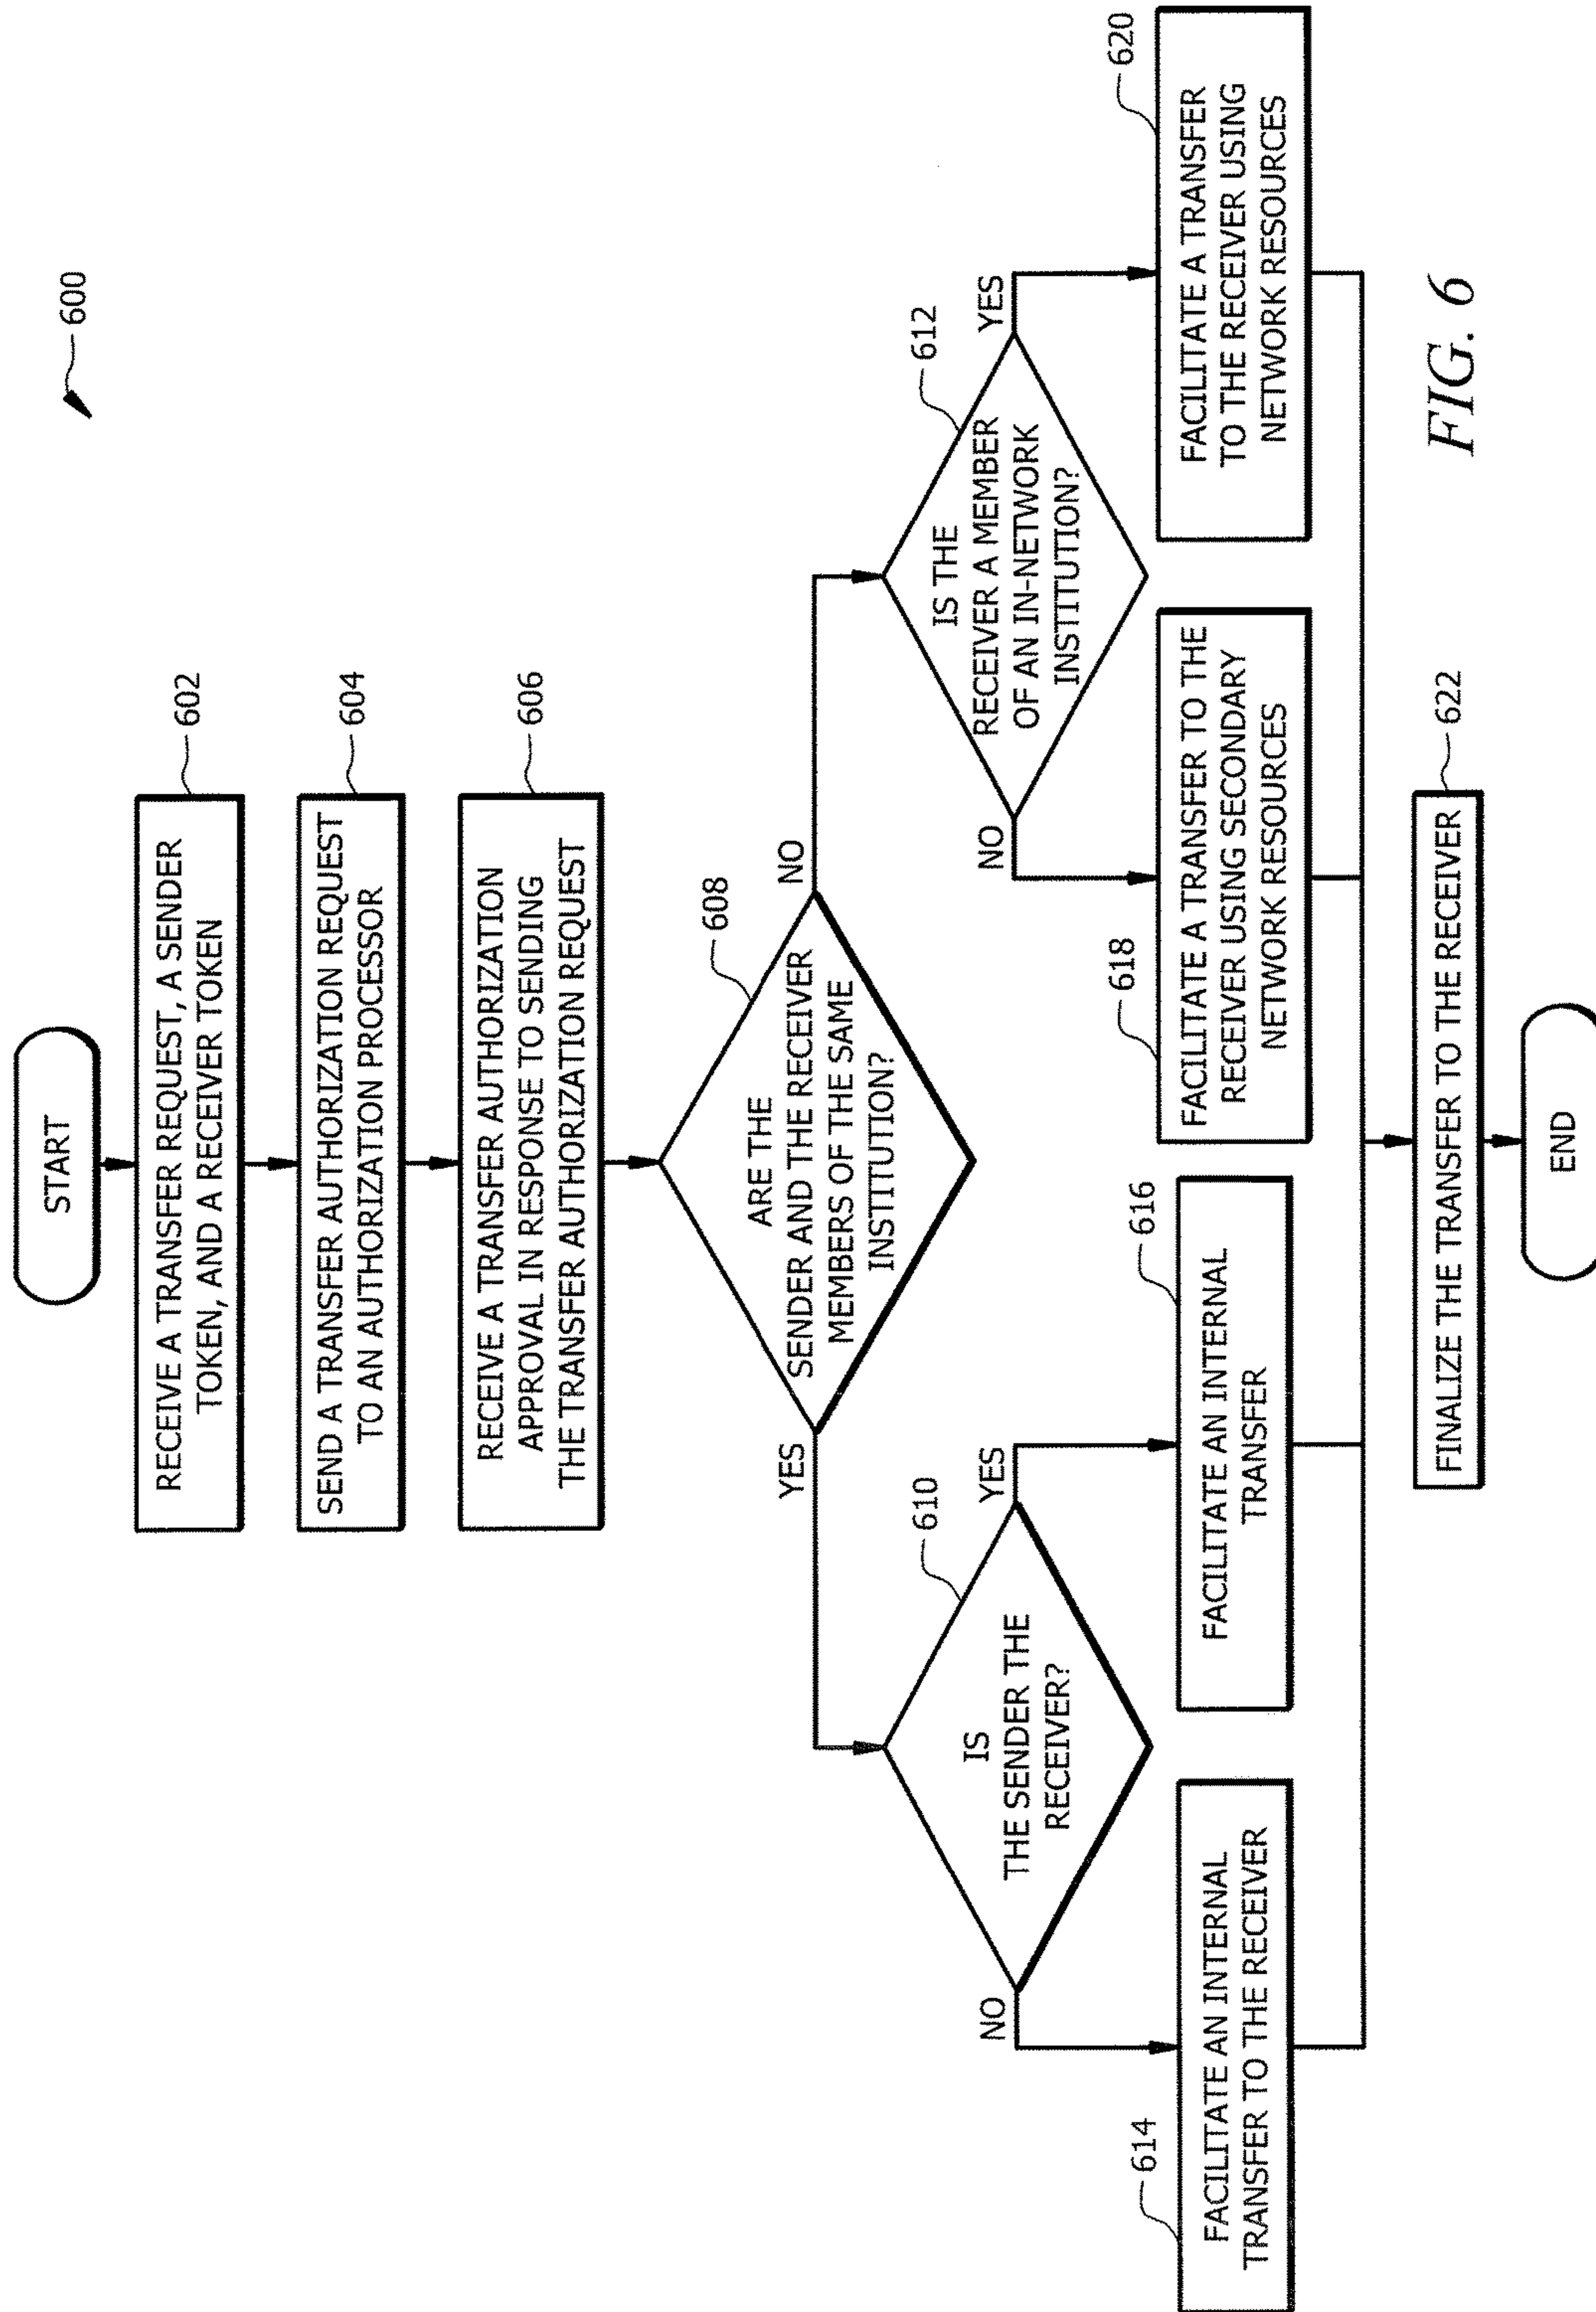 600
START
RECEIVE A TRANSFER REQUEST, A SENDER
TOKEN, AND A RECEIVER TOKEN
602
SEND A TRANSFER AUTHORIZATION REQUEST
TO AN AUTHORIZATION PROCESSOR
604
RECEIVE A TRANSFER AUTHORIZATION
APPROVAL IN RESPONSE TO SENDING
THE TRANSFER AUTHORIZATION REQUEST
606
ARE THE
SENDER AND THE RECEIVER
MEMBERS OF THE SAME
INSTITUTION?
608
YES
NO
IS
THE SENDER THE
RECEIVER?
610
NO
YES
IS THE
RECEIVER A MEMBER
OF AN IN-NETWORK
INSTITUTION?
612
NO
YES
614
FACILITATE AN INTERNAL
TRANSFER TO THE RECEIVER
616
FACILITATE AN INTERNAL
TRANSFER
618
FACILITATE A TRANSFER TO THE
RECEIVER USING SECONDARY
NETWORK RESOURCES
620
FACILITATE A TRANSFER
TO THE RECEIVER USING
NETWORK RESOURCES
FINALIZE THE TRANSFER TO THE RECEIVER
622
END
FIG. 6